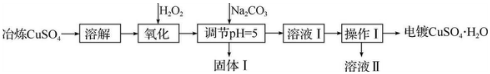 H₂O₂ Na₂CO₃
冶炼CuSO₄ 溶解 氧化 调节pH=5 溶液Ⅰ 操作Ⅰ 电镀CuSO₄·H₂O
固体Ⅰ 溶液Ⅱ